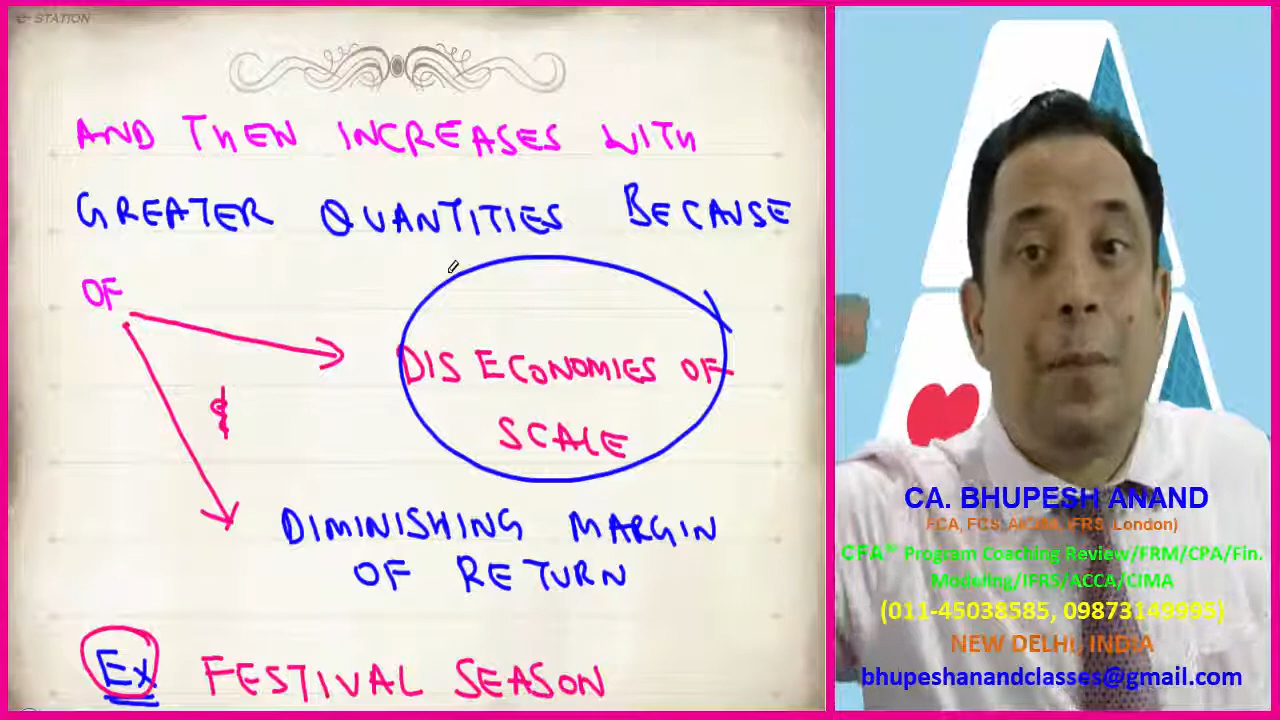 STATION
AND THEN INCREASES WITH
GREATER QUANTITIES BECAUSE
OF
DIS ECONOMIES OF
SCALE
&
DIMINISHING MARGIN
OF RETURN
Ex FESTIVAL SEASON
CA. BHUPESH ANAND
FCA, FCS, AICWA, IFRS, London)
CFA® Program Coaching Review/FRM/CPA/Fin.
Modeling/IFRS/ACCA/CIMA
(011-45038585, 09873149995)
NEW DELHI, INDIA
bhupeshanandclasses@gmail.com